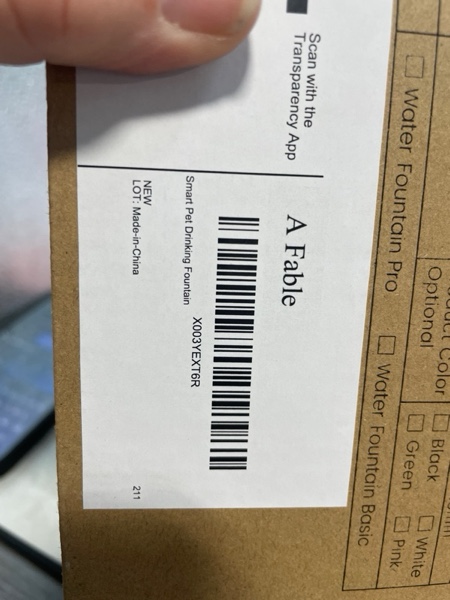 Scan with the
Transparency App
A Fable
X003YEXT6R
Smart Pet Drinking Fountain
NEW
LOT: Made-in-China
211
Color
Optional
Black
White
Green
Pink
Water Fountain Pro
Water Fountain Basic